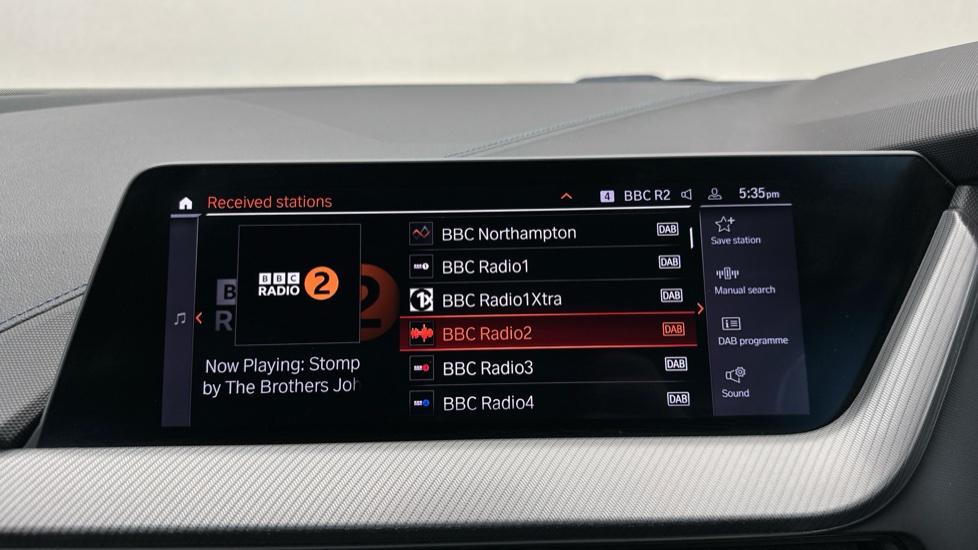 Received stations
4 BBC R2 5:35pm
BBC RADIO 2
Now Playing: Stomp
by The Brothers Joh
BBC Northampton DAB
BBC Radio1 DAB
BBC Radio1Xtra DAB
BBC Radio2 DAB
BBC Radio3 DAB
BBC Radio4 DAB
Save station
Manual search
DAB programme
Sound